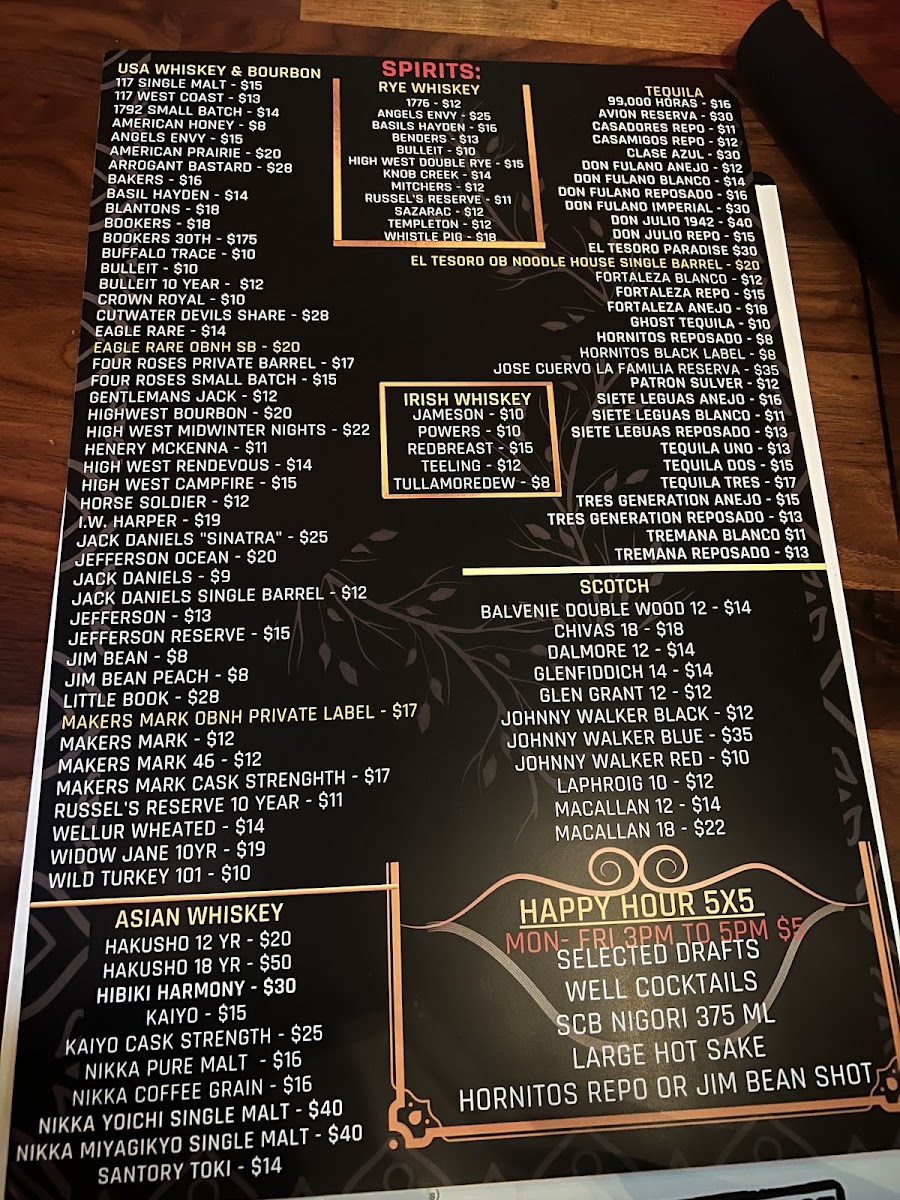 SPIRITS:
USA WHISKEY & BOURBON
117 SINGLE MALT - $15
117 WEST COAST - $13
1792 SMALL BATCH - $14
AMERICAN HONEY - $8
ANGELS ENVY - $15
AMERICAN PRAIRIE - $20
ARROGANT BASTARD - $28
BAKERS - $16
BASIL HAYDEN - $14
BLANTONS - $18
BOOKERS - $18
BOOKERS 30TH - $175
BUFFALO TRACE - $10
BULLEIT - $10
BULLEIT 10 YEAR - $12
CROWN ROYAL - $10
CUTWATER DEVILS SHARE - $28
EAGLE RARE - $14
EAGLE RARE OBNH SB - $20
FOUR ROSES PRIVATE BARREL - $17
FOUR ROSES SMALL BATCH - $15
GENTLEMANS JACK - $12
HIGHWEST BOURBON - $20
HIGH WEST MIDWINTER NIGHTS - $22
HENERY MCKENNA - $11
HIGH WEST RENDEVOUS - $14
HIGH WEST CAMPFIRE - $15
HORSE SOLDIER - $12
I.W. HARPER - $19
JACK DANIELS "SINATRA" - $25
JEFFERSON OCEAN - $20
JACK DANIELS - $9
JACK DANIELS SINGLE BARREL - $12
JEFFERSON - $13
JEFFERSON RESERVE - $15
JIM BEAN - $8
JIM BEAN PEACH - $8
LITTLE BOOK - $28
MAKERS MARK OBNH PRIVATE LABEL - $17
MAKERS MARK - $12
MAKERS MARK 46 - $12
MAKERS MARK CASK STRENGHTH - $17
RUSSEL'S RESERVE 10 YEAR - $11
WELLUR WHEATED - $14
WIDOW JANE 10YR - $19
WILD TURKEY 101 - $10
RYE WHISKEY
1776 - $12
ANGELS ENVY - $25
BASILS HAYDEN - $16
BENDERS - $13
BULLEIT - $10
HIGH WEST DOUBLE RYE - $15
KNOB CREEK - $14
MITCHERS - $12
RUSSEL'S RESERVE - $11
SAZARAC - $12
TEMPLETON - $12
WHISTLE PIG - $18
IRISH WHISKEY
JAMESON - $10
POWERS - $10
REDBREAST - $15
TEELING - $12
TULLAMOREDEW - $8
TEQUILA
99,000 HORAS - $16
AVION RESERVA - $30
CASADORES REPO - $11
CASAMIGOS REPO - $12
CLASE AZUL - $30
DON FULANO ANEJO - $12
DON FULANO BLANCO - $14
DON FULANO REPOSADO - $16
DON FULANO IMPERIAL - $30
DON JULIO 1942 - $40
DON JULIO REPO - $15
EL TESORO PARADISE $30
EL TESORO OB NOODLE HOUSE SINGLE BARREL - $20
FORTALEZA BLANCO - $12
FORTALEZA REPO - $15
FORTALEZA ANEJO - $18
GHOST TEQUILA - $10
HORNITOS REPOSADO - $8
HORNITOS BLACK LABEL - $8
JOSE CUERVO LA FAMILIA RESERVA - $35
PATRON SULVER - $12
SIETE LEGUAS ANEJO - $16
SIETE LEGUAS BLANCO - $11
SIETE LEGUAS REPOSADO - $13
TEQUILA UNO - $13
TEQUILA DOS - $15
TEQUILA TRES - $17
TRES GENERATION ANEJO - $15
TRES GENERATION REPOSADO - $13
TREMANA BLANCO $11
TREMANA REPOSADO - $13
SCOTCH
BALVENIE DOUBLE WOOD 12 - $14
CHIVAS 18 - $18
DALMORE 12 - $14
GLENFIDDICH 14 - $14
GLEN GRANT 12 - $12
JOHNNY WALKER BLACK - $12
JOHNNY WALKER BLUE - $35
JOHNNY WALKER RED - $10
LAPHROIG 10 - $12
MACALLAN 12 - $14
MACALLAN 18 - $22
ASIAN WHISKEY
HAKUSHO 12 YR - $20
HAKUSHO 18 YR - $50
HIBIKI HARMONY - $30
KAIYO - $15
KAIYO CASK STRENGTH - $25
NIKKA PURE MALT - $16
NIKKA COFFEE GRAIN - $16
NIKKA YOICHI SINGLE MALT - $40
NIKKA MIYAGIKYO SINGLE MALT - $40
SANTORY TOKI - $14
HAPPY HOUR 5X5
MON- FRI 3PM TO 5PM $5
SELECTED DRAFTS
WELL COCKTAILS
SCB NIGORI 375 ML
LARGE HOT SAKE
HORNITOS REPO OR JIM BEAN SHOT